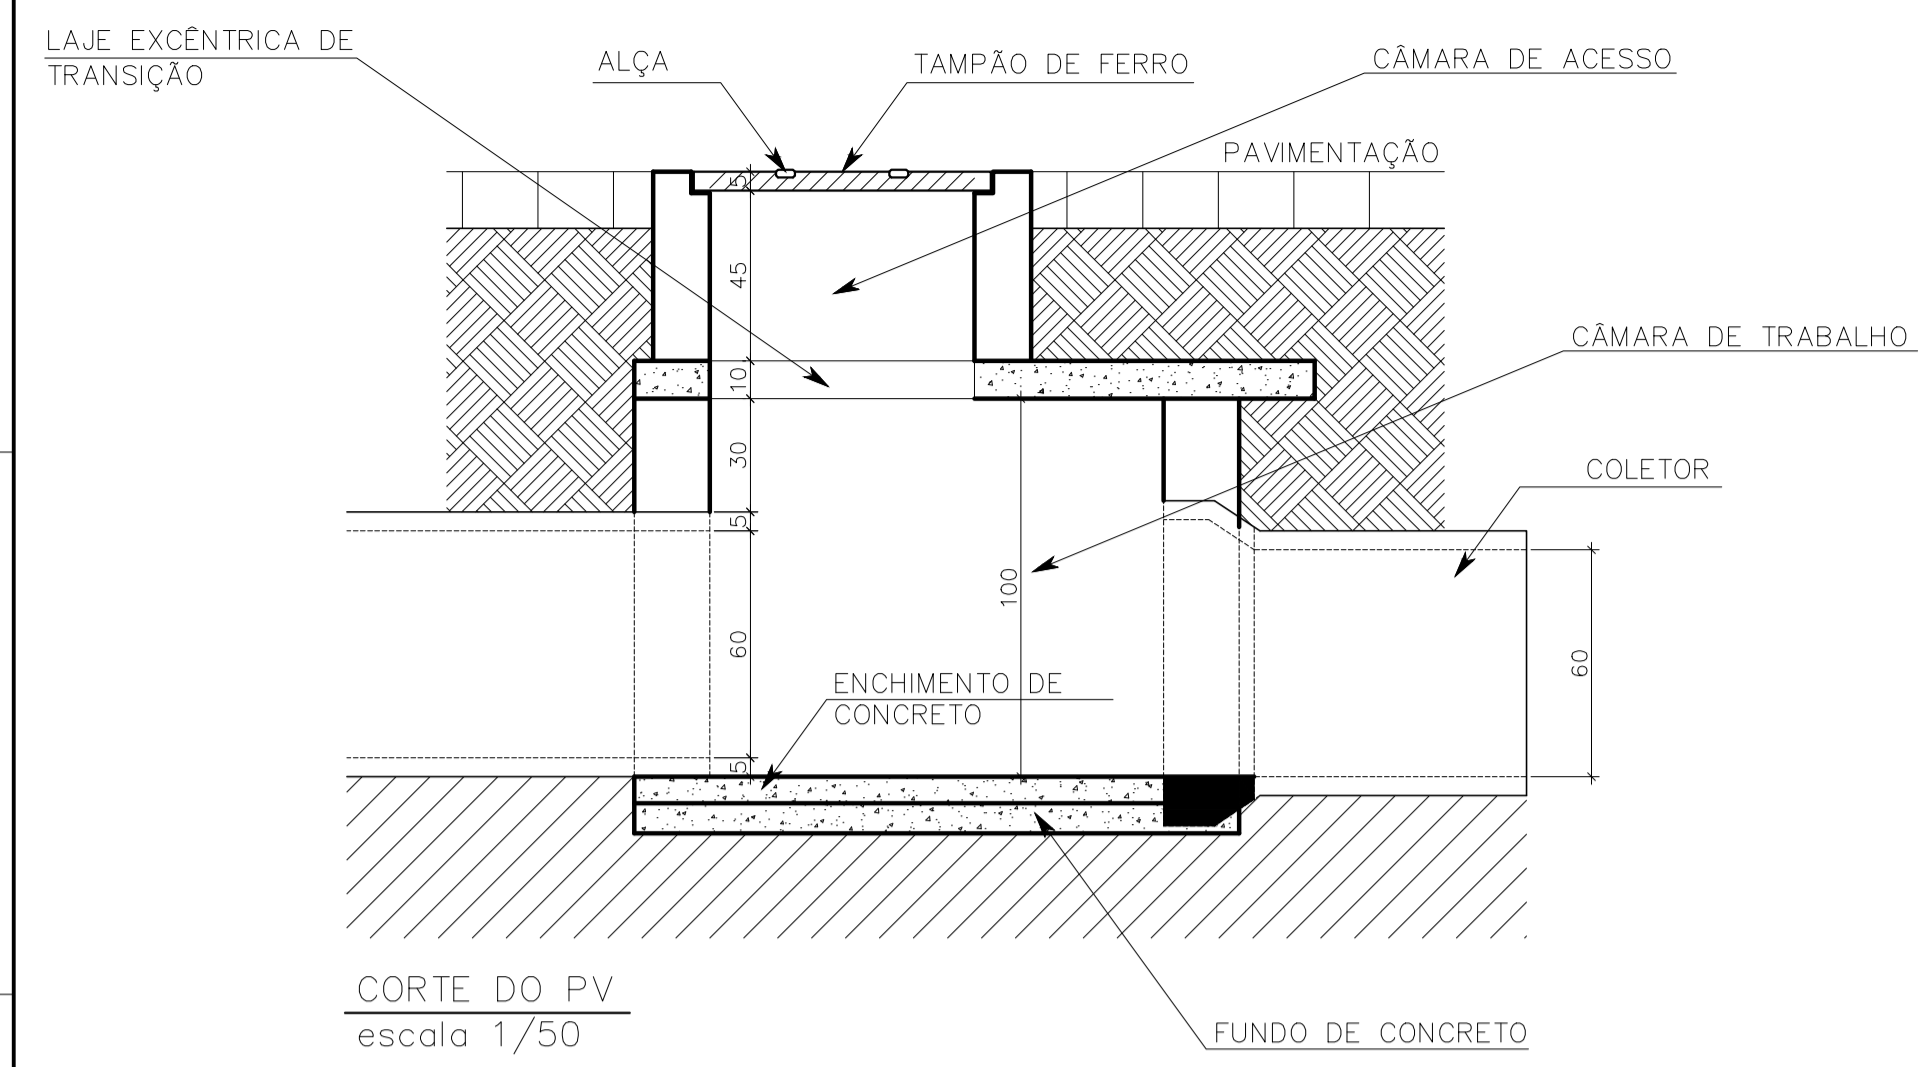 LAJE EXCÊNTRICA DE
TRANSIÇÃO
ALÇA
TAMPÃO DE FERRO
CÂMARA DE ACESSO
PAVIMENTAÇÃO
5
45
10
30
5
60
5
100
CÂMARA DE TRABALHO
COLETOR
60
ENCHIMENTO DE
CONCRETO
CORTE DO PV
escala 1/50
FUNDO DE CONCRETO